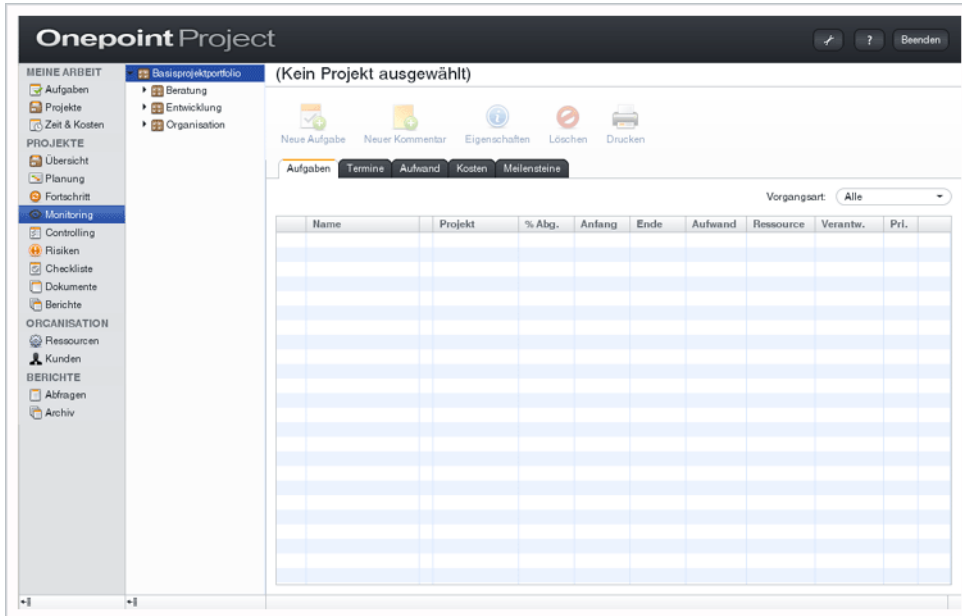 Onepoint Project
? Beenden
MEINE ARBEIT
Aufgaben
Projekte
Zeit & Kosten
PROJEKTE
Übersicht
Planung
Fortschritt
Monitoring
Controlling
Risiken
Checkliste
Dokumente
Berichte
ORGANISATION
Ressourcen
Kunden
BERICHTE
Abfragen
Archiv
Basisprojektportfolio
Beratung
Entwicklung
Organisation
(Kein Projekt ausgewählt)
Neue Aufgabe Neuer Kommentar Eigenschaften Löschen Drucken
Aufgaben Termine Aufwand Kosten Meilensteine
Vorgangsart: Alle
Name Projekt % Abg. Anfang Ende Aufwand Ressource Verantw. Pri.